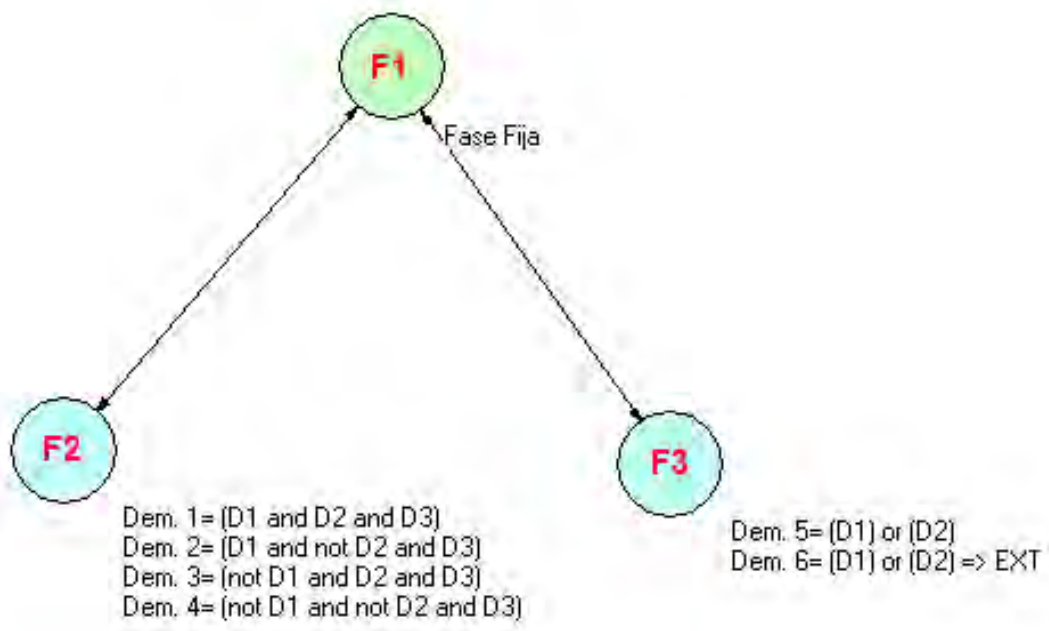 F1
Fase Fija
F2
F3
Dem. 1= (D1 and D2 and D3)
Dem. 2= (D1 and not D2 and D3)
Dem. 3= (not D1 and D2 and D3)
Dem. 4= (not D1 and not D2 and D3)
Dem. 5= (D1) or (D2)
Dem. 6= (D1) or (D2) => EXT